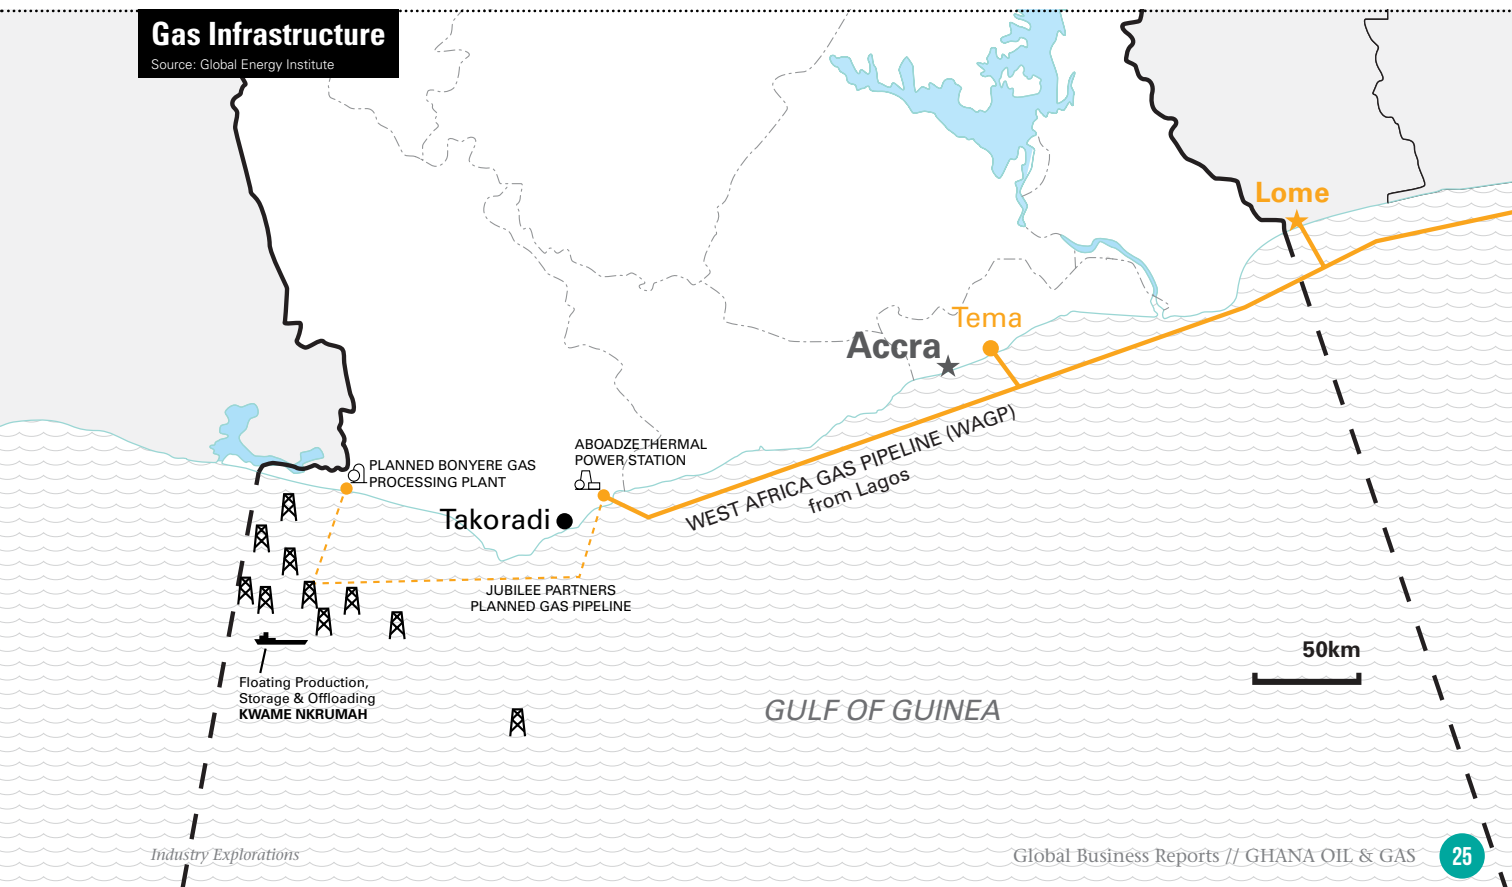 Gas Infrastructure
Source: Global Energy Institute
Lome
Tema
Accra
WEST AFRICA GAS PIPELINE (WAGP)
from Lagos
ABOADZE THERMAL
POWER STATION
PLANNED BONYERE GAS
PROCESSING PLANT
Takoradi
JUBILEE PARTNERS
PLANNED GAS PIPELINE
50km
Floating Production,
Storage & Offloading
KWAME NKRUMAH
GULF OF GUINEA
Industry Explorations
Global Business Reports // GHANA OIL & GAS
25